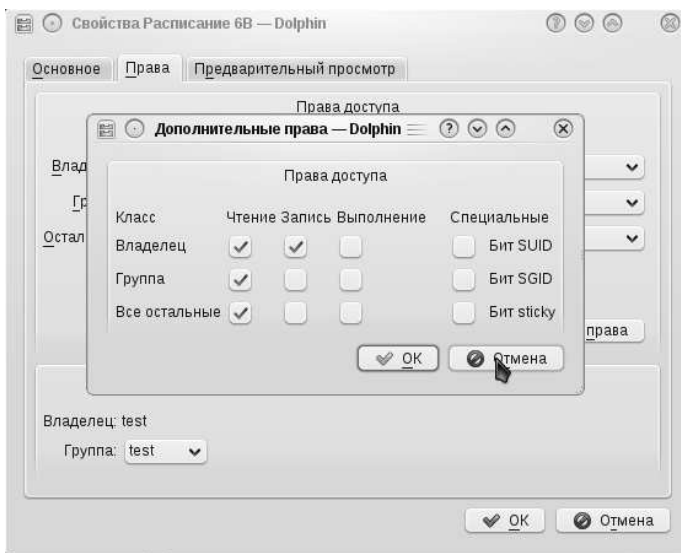 Свойства Расписание 6В — Dolphin
Основное Права Предварительный просмотр
Права доступа
Дополнительные права — Dolphin
Права доступа
Класс Чтение Запись Выполнение Специальные
Владелец Бит SUID
Группа Бит SGID
Все остальные Бит sticky
Влад
Гр
Остал
права
OK Отмена
Владелец: test
Группа: test
OK Отмена